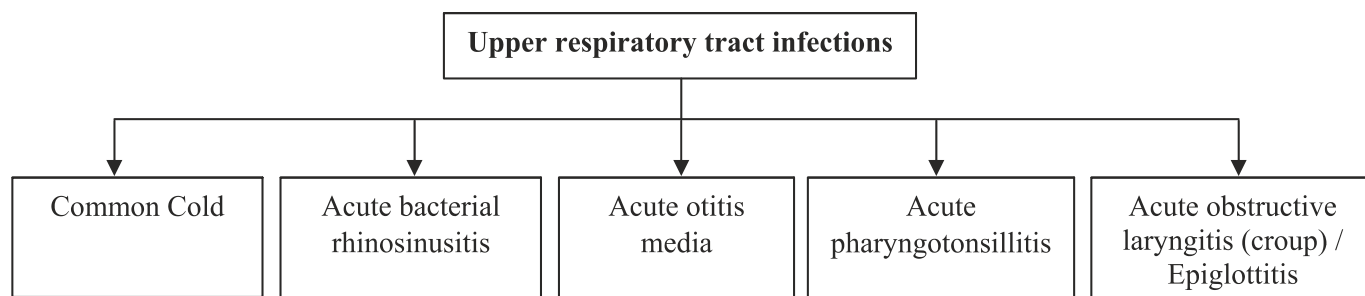 Upper respiratory tract infections
Common Cold
Acute bacterial
rhinosinusitis
Acute otitis
media
Acute
pharyngotonsillitis
Acute obstructive
laryngitis (croup) /
Epiglottitis